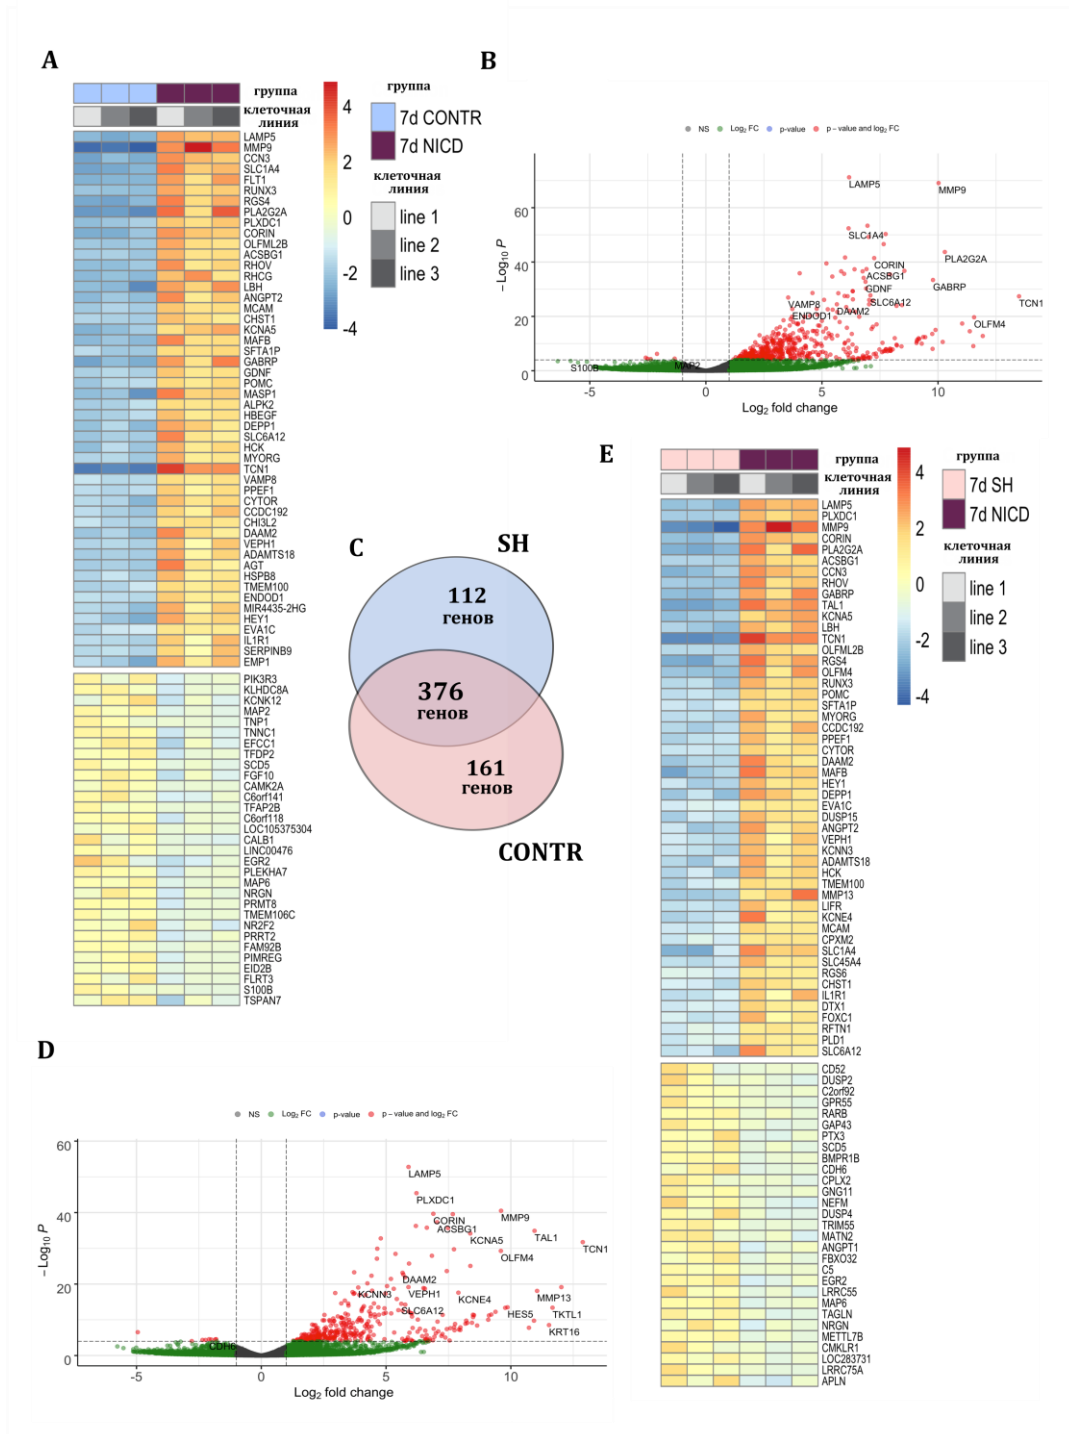 A
группа
клеточная
линия
LAMP5
MMP9
CCN3
SLC1A4
FLT1
RUNX3
RGS4
PLA2G2A
PLXDC1
CORIN
OLFML2B
ACSBG1
RHOV
RHCG
LBH
ANGPT2
MCAM
CHST1
KCNA5
MAFB
SFTA1P
GABRP
GDNF
POMC
MASP1
ALPK2
HBEGF
DEPP1
SLC6A12
HCK
MYORG
TCN1
VAMP8
PPEF1
CYTOR
CCDC192
CHI3L2
DAAM2
VEPH1
ADAMTS18
AGT
HSPB8
TMEM100
ENDOD1
MIR4435-2HG
HEY1
EVA1C
IL1R1
SERPINB9
EMP1
PIK3R3
KLHDC8A
KCNK12
MAP2
TNP1
TNNC1
EFCC1
TFDP2
SCD5
FGF10
CAMK2A
C6orf141
TFAP2B
C6orf118
LOC105375304
CALB1
LINC00476
EGR2
PLEKHA7
MAP6
NRGN
PRMT8
TMEM106C
NR2F2
PRRT2
FAM92B
PIMREG
EID2B
FLRT3
S100B
TSPAN7
4
2
0
-2
-4
группа
7d CONTR
7d NICD
клеточная
линия
line 1
line 2
line 3
B
NS Log2 FC p-value p – value and log2 FC
– Log10 P
60
40
20
0
LAMP5
MMP9
SLC1A4
PLA2G2A
CORIN
ACSBG1
GABRP
GDNF
TCN1
VAMP8
SLC6A12
DAAM2
ENDOD1
OLFM4
S100B
MAP2
-5 0 5 10
Log2 fold change
C
SH
112
генов
376
генов
161
генов
CONTR
D
NS Log2 FC p-value p – value and log2 FC
– Log10 P
60
40
20
0
LAMP5
PLXDC1
MMP9
CORIN
ACSBG1
KCNA5
TAL1
TCN1
OLFM4
DAAM2
KCNN3
VEPH1
KCNE4
MMP13
SLC6A12
HES5
TKTL1
KRT16
CDH6
-5 0 5 10
Log2 fold change
E
группа
клеточная
линия
LAMP5
PLXDC1
MMP9
CORIN
PLA2G2A
ACSBG1
CCN3
RHOV
GABRP
TAL1
KCNA5
LBH
TCN1
OLFML2B
RGS4
OLFM4
RUNX3
POMC
SFTA1P
MYORG
CCDC192
PPEF1
CYTOR
DAAM2
MAFB
HEY1
DEPP1
EVA1C
DUSP15
ANGPT2
VEPH1
KCNN3
ADAMTS18
HCK
TMEM100
MMP13
LIFR
KCNE4
MCAM
CPXM2
SLC1A4
SLC45A4
RGS6
CHST1
IL1R1
DTX1
FOXC1
RFTN1
PLD1
SLC6A12
CD52
DUSP2
C2orf92
GPR55
RARB
GAP43
PTX3
SCD5
BMPR1B
CDH6
CPLX2
GNG11
NEFM
DUSP4
TRIM55
MATN2
ANGPT1
FBXO32
C5
EGR2
LRRC55
MAP6
TAGLN
NRGN
METTL7B
CMKLR1
LOC283731
LRRC75A
APLN
4
2
0
-2
-4
группа
7d SH
7d NICD
клеточная
линия
line 1
line 2
line 3